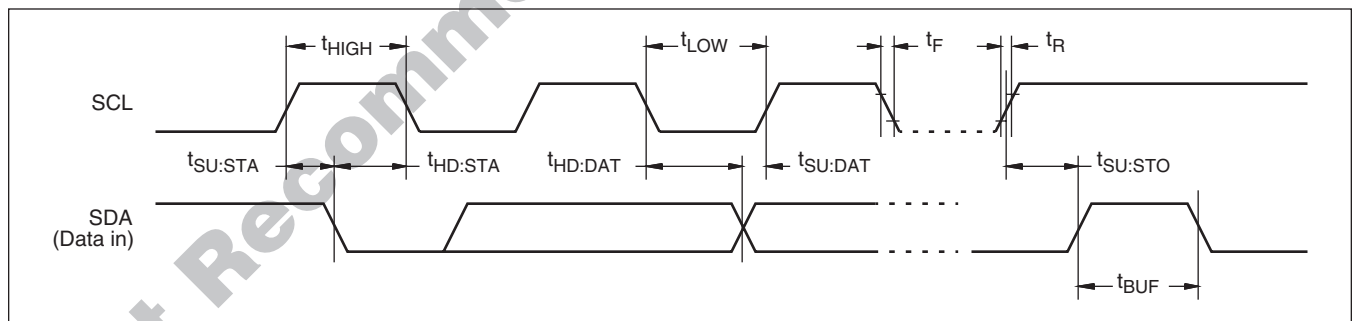 tHIGH
tLOW
tF
tR
SCL
tSU:STA
tHD:STA
tHD:DAT
tSU:DAT
tSU:STO
SDA
(Data in)
tBUF
Recomme